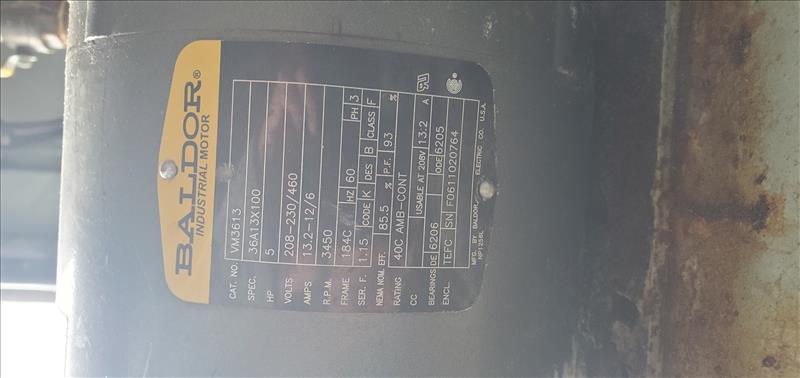 BALDOR®
INDUSTRIAL MOTOR
CAT. NO. VM3613
SPEC. 36A13X100
HP 5
VOLTS 208-230/460
AMPS 13.2-12/6
R.P.M. 3450
FRAME 184C HZ 60 PH 3
SER. F. 1.15 CODE K DES B CLASS F
NEMA NOM. EFF. 85.5 % P.F. 93 %
RATING 40C AMB-CONT
CC USABLE AT 208V 13.2 A
BEARINGS DE 6206 ODE 6205
ENCL. TEFC SN F0611020764
MFG. BY BALDOR ELECTRIC CO. U.S.A.
NP1256L